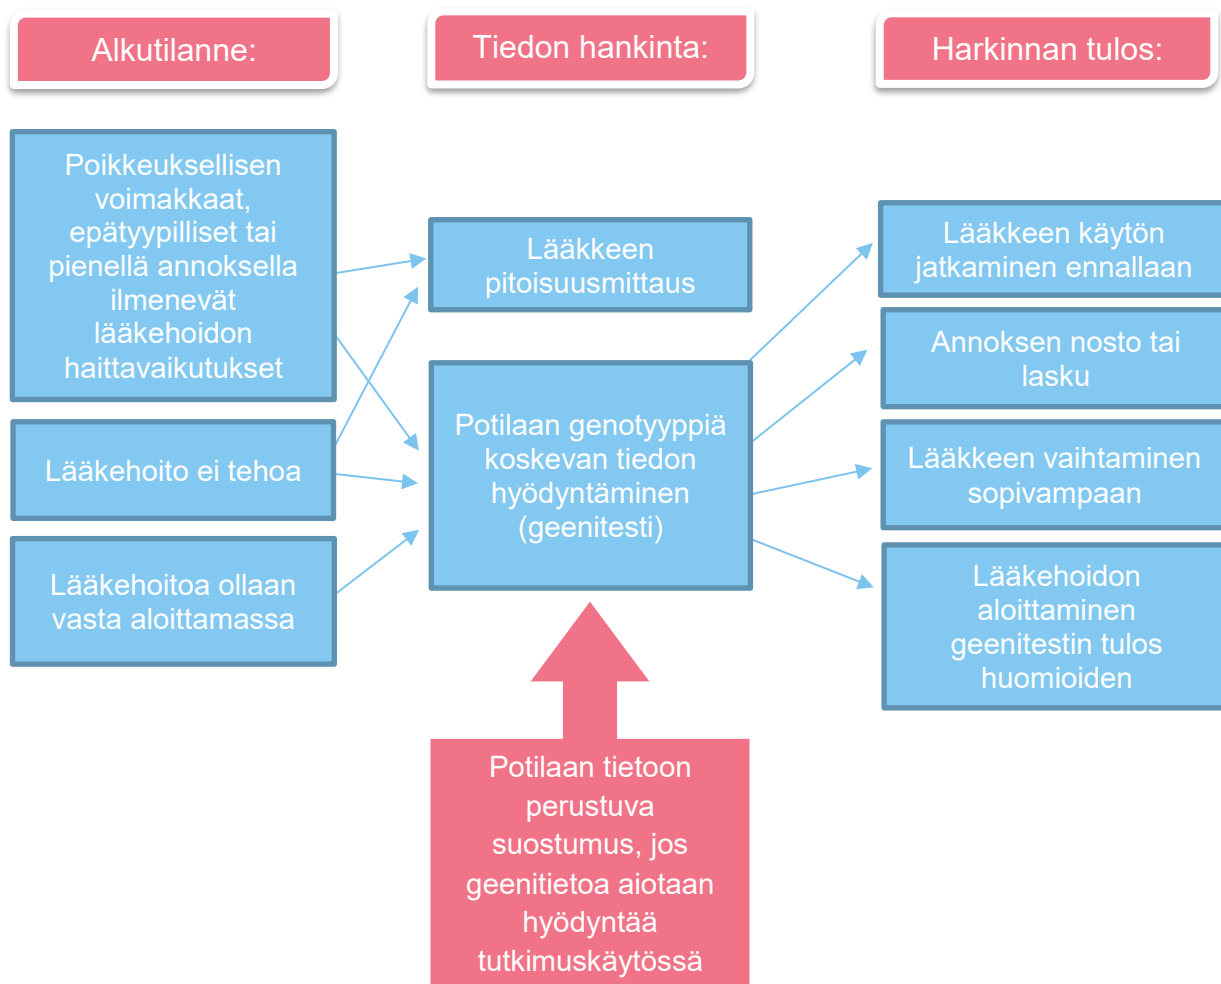 Alkutilanne:
Tiedon hankinta:
Harkinnan tulos:
Poikkeuksellisen
voimakkaat,
epätyypilliset tai
pienellä annoksella
ilmenevät
lääkehoidon
haittavaikutukset
Lääkehoito ei tehoa
Lääkehoitoa ollaan
vasta aloittamassa
Lääkkeen
pitoisuusmittaus
Potilaan genotyyppiä
koskevan tiedon
hyödyntäminen
(geenitesti)
Potilaan tietoon
perustuva
suostumus, jos
geenitietoa aiotaan
hyödyntää
tutkimuskäytössä
Lääkkeen käytön
jatkaminen ennallaan
Annoksen nosto tai
lasku
Lääkkeen vaihtaminen
sopivampaan
Lääkehoidon
aloittaminen
geenitestin tulos
huomioiden